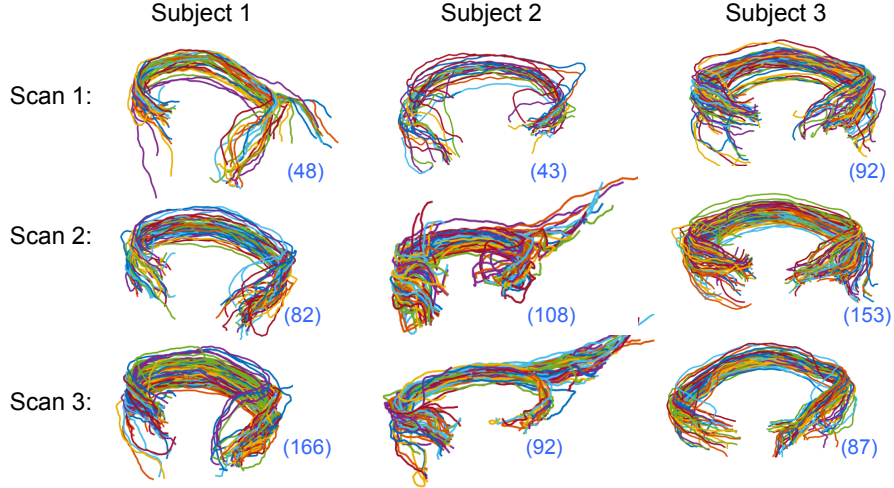 Subject 1 Subject 2 Subject 3
Scan 1:
(48) (43) (92)
Scan 2:
(82) (108) (153)
Scan 3:
(166) (92) (87)